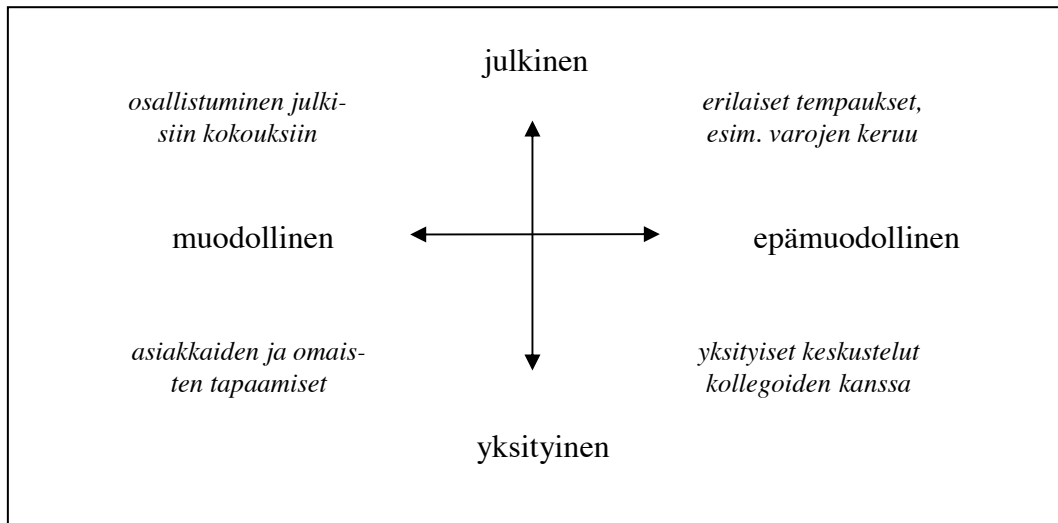 julkinen
osallistuminen julki-
siin kokouksiin
erilaiset tempaukset,
esim. varojen keruu
muodollinen
epämuodollinen
asiakkaiden ja omais-
ten tapaamiset
yksityiset keskustelut
kollegoiden kanssa
yksityinen